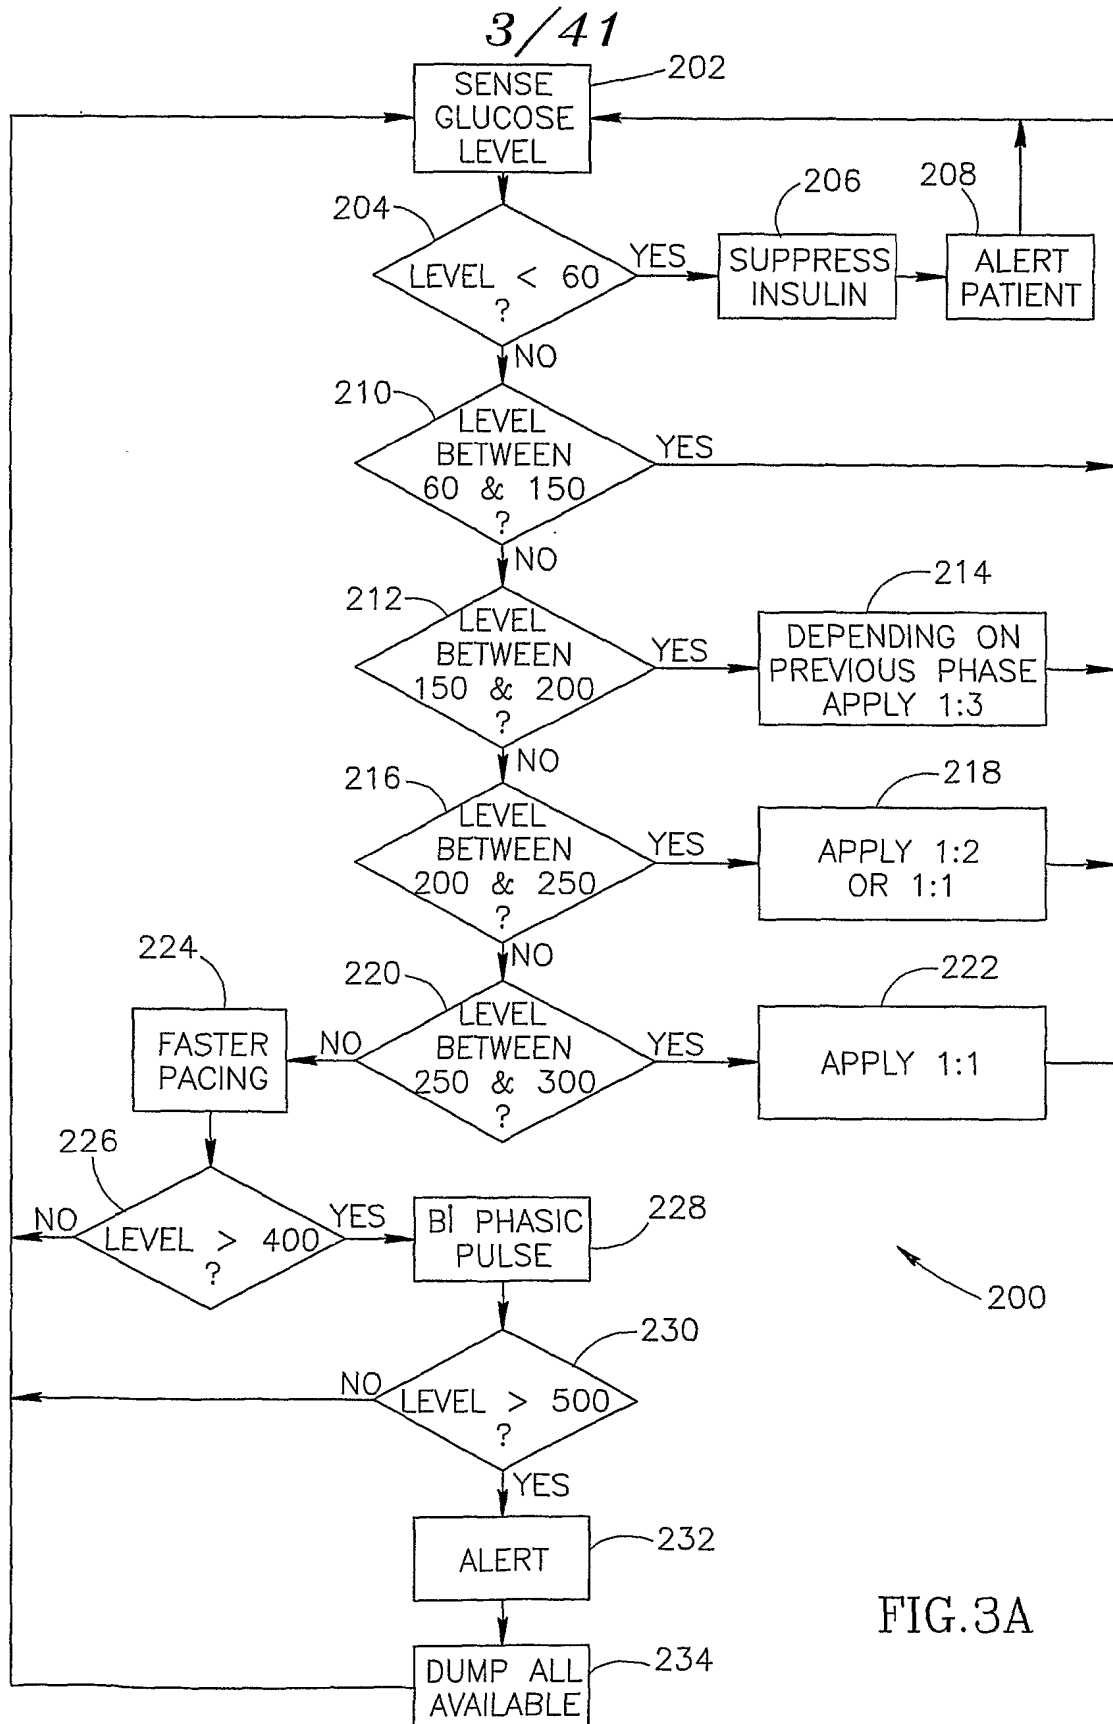 3/41
SENSE
GLUCOSE
LEVEL
202
204
LEVEL < 60
?
YES
206
SUPPRESS
INSULIN
208
ALERT
PATIENT
NO
210
LEVEL
BETWEEN
60 & 150
?
YES
NO
212
LEVEL
BETWEEN
150 & 200
?
YES
214
DEPENDING ON
PREVIOUS PHASE
APPLY 1:3
NO
216
LEVEL
BETWEEN
200 & 250
?
YES
218
APPLY 1:2
OR 1:1
NO
220
LEVEL
BETWEEN
250 & 300
?
YES
222
APPLY 1:1
NO
224
FASTER
PACING
226
LEVEL > 400
?
NO
YES
BI PHASIC
PULSE
228
200
230
LEVEL > 500
?
NO
YES
ALERT
232
DUMP ALL
AVAILABLE
234
FIG.3A